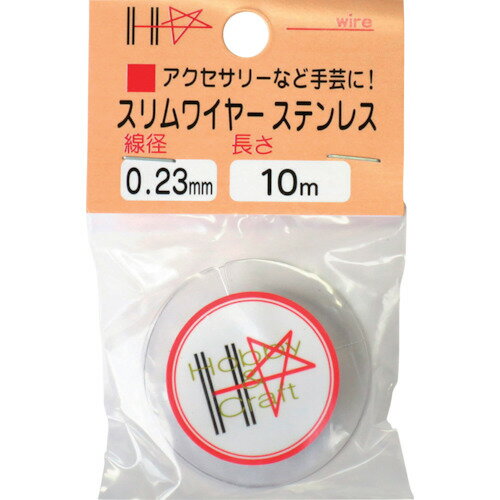 H☆ wire
アクセサリーなど手芸に!
スリムワイヤー ステンレス
線径 長さ
0.23mm 10m
Hobby
&
Craft